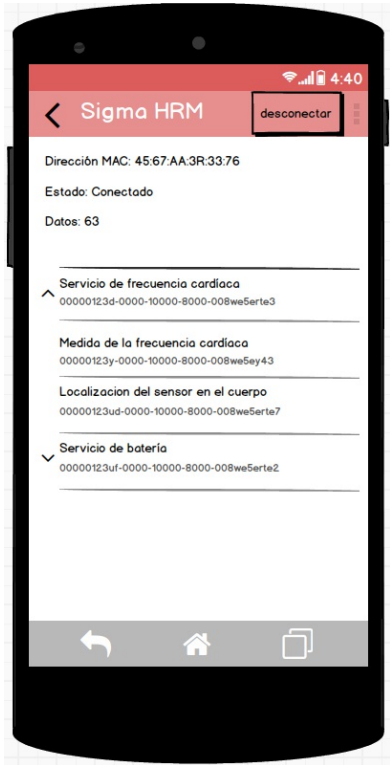 4:40
Sigma HRM
desconectar
Dirección MAC: 45:67:AA:3R:33:76
Estado: Conectado
Datos: 63
Servicio de frecuencia cardíaca
00000123d-0000-10000-8000-008we5erte3
Medida de la frecuencia cardíaca
00000123y-0000-10000-8000-008we5ey43
Localizacion del sensor en el cuerpo
00000123ud-0000-10000-8000-008we5erte7
Servicio de batería
00000123uf-0000-10000-8000-008we5erte2